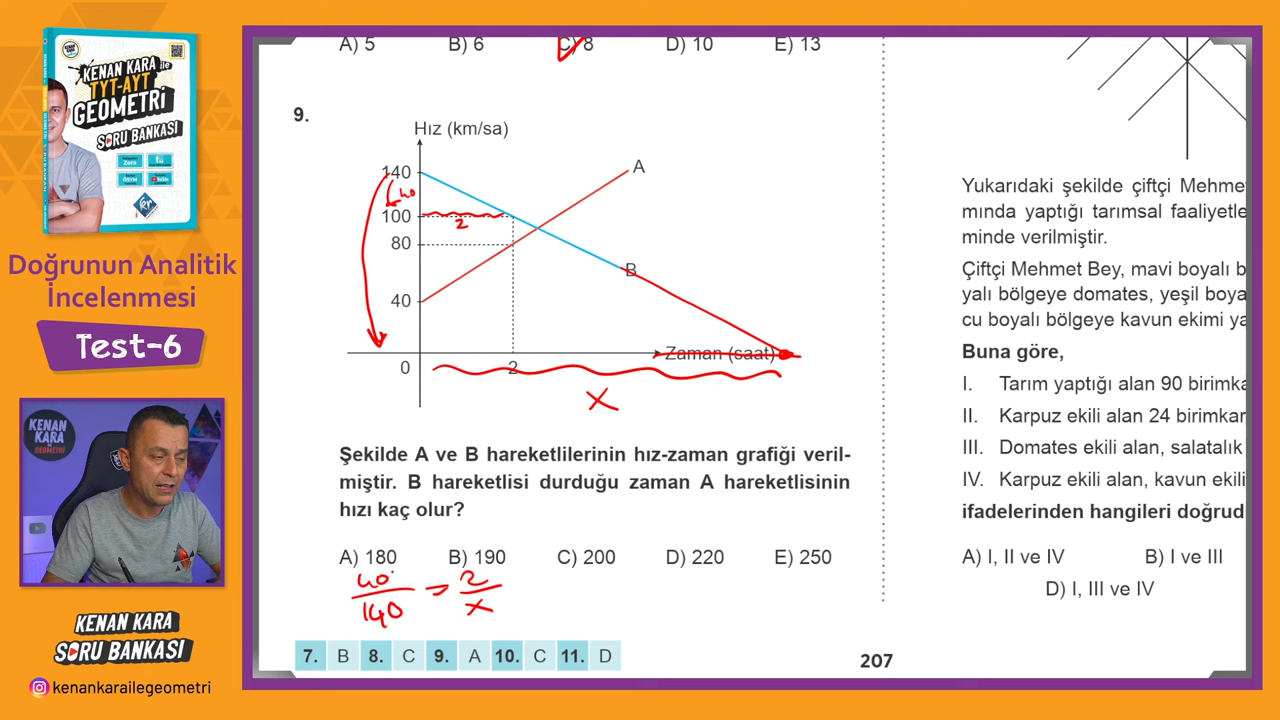 KENAN KARA ile
TYT-AYT
GEOMETRİ
SORU BANKASI
Doğrunun Analitik
İncelenmesi
Test-6
KENAN
KARA
GEOMETRİ
KENAN KARA
SORU BANKASI
kenankarailegeometri
A) 5 B) 6 C) 8 D) 10 E) 13
9.
Hız (km/sa)
140
40
100
2
80
40
0
2
A
B
Zaman (saat)
x
Şekilde A ve B hareketlilerinin hız-zaman grafiği veril-
miştir. B hareketlisi durduğu zaman A hareketlisinin
hızı kaç olur?
A) 180 B) 190 C) 200 D) 220 E) 250
40/140 = 2/x
7. B 8. C 9. A 10. C 11. D
207
Yukarıdaki şekilde çiftçi Mehmet
mında yaptığı tarımsal faaliyetle
minde verilmiştir.
Çiftçi Mehmet Bey, mavi boyalı b
yalı bölgeye domates, yeşil boya
cu boyalı bölgeye kavun ekimi ya
Buna göre,
I. Tarım yaptığı alan 90 birimka
II. Karpuz ekili alan 24 birimkar
III. Domates ekili alan, salatalık
IV. Karpuz ekili alan, kavun ekili
ifadelerinden hangileri doğrud
A) I, II ve IV B) I ve III
D) I, III ve IV